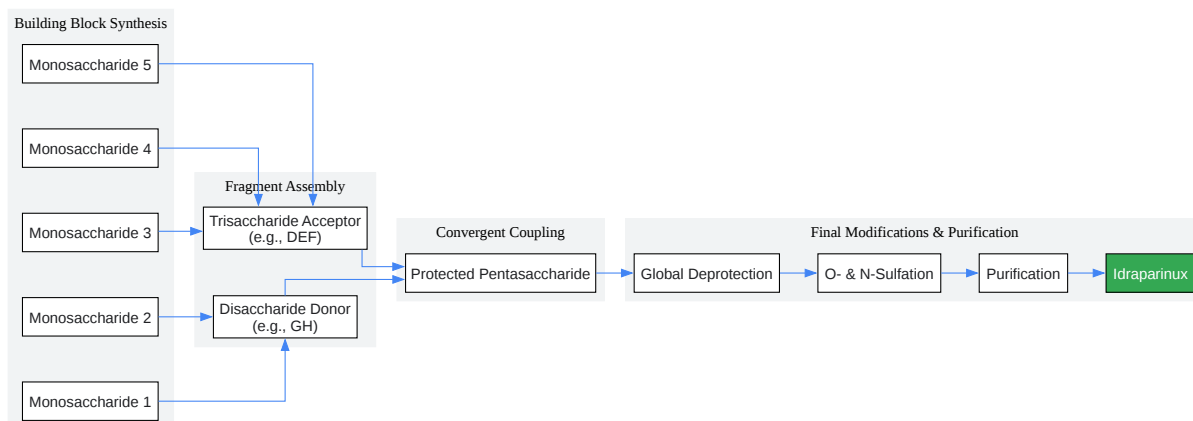 Building Block Synthesis
Monosaccharide 5
Monosaccharide 4
Monosaccharide 3
Monosaccharide 2
Monosaccharide 1
Fragment Assembly
Trisaccharide Acceptor
(e.g., DEF)
Disaccharide Donor
(e.g., GH)
Convergent Coupling
Protected Pentasaccharide
Final Modifications & Purification
Global Deprotection
O- & N-Sulfation
Purification
Idraparinux